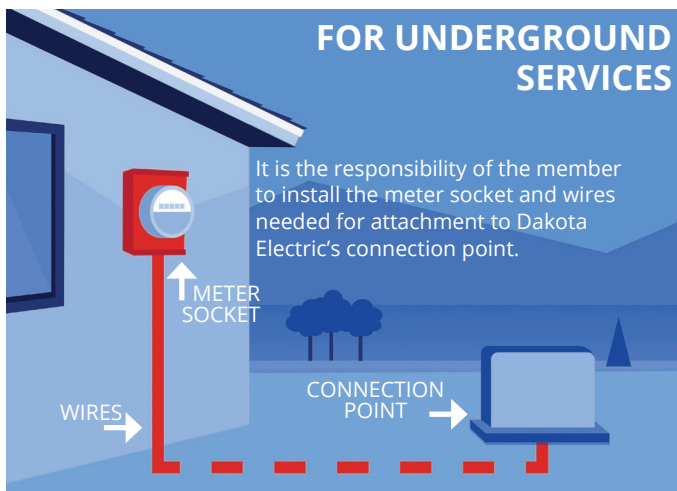 FOR UNDERGROUND
SERVICES
It is the responsibility of the member
to install the meter socket and wires
needed for attachment to Dakota
Electric’s connection point.
METER
SOCKET
CONNECTION
POINT
WIRES